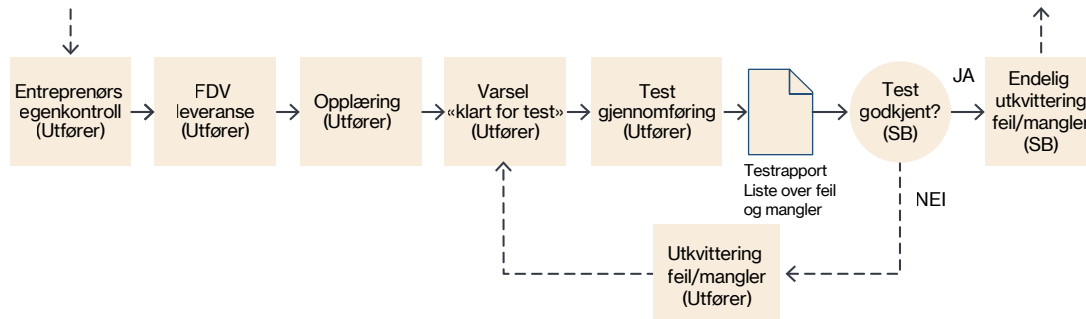 Entreprenørs
egenkontroll
(Utfører)
FDV
leveranse
(Utfører)
Opplæring
(Utfører)
Varsel
«klart for test»
(Utfører)
Test
gjennomføring
(Utfører)
Testrapport
Liste over feil
og mangler
Test
godkjent?
(SB)
JA
Endelig
utkvittering
feil/mangler
(SB)
NEI
Utkvittering
feil/mangler
(Utfører)